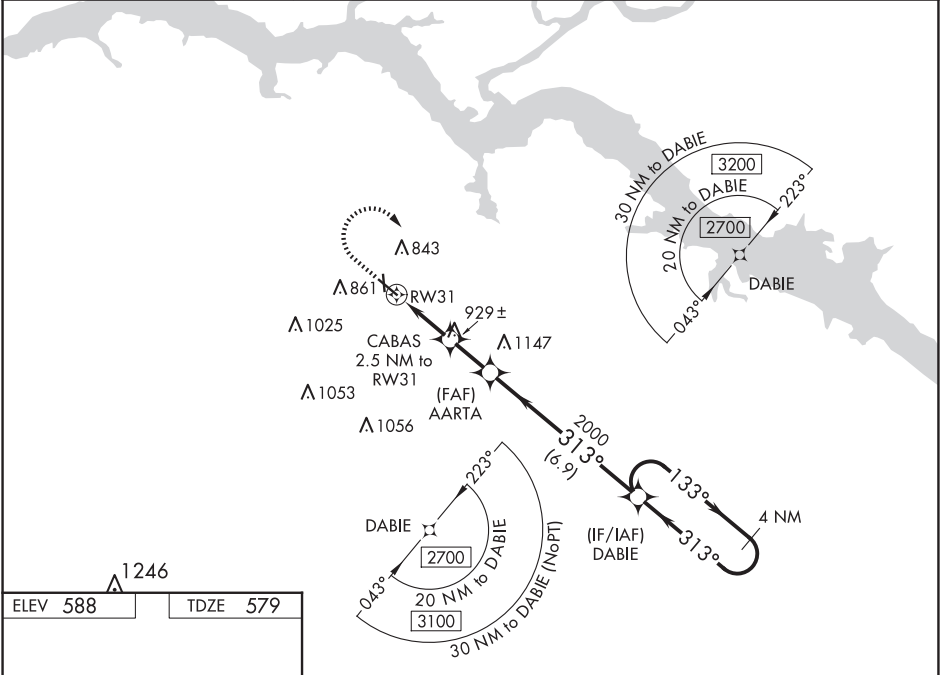 30 NM to DABIE
3200
223°
20 NM to DABIE
2700
DABIE
043°
843
861
RW31
929±
1025
CABAS
2.5 NM to
RW31
1147
(FAF)
AARTA
1053
1056
2000
313°
(6.9)
133°
4 NM
(IF/IAF)
DABIE
313°
223°
DABIE
2700
043°
20 NM to DABIE
3100
30 NM to DABIE (NoPT)
1246
ELEV 588
TDZE 579